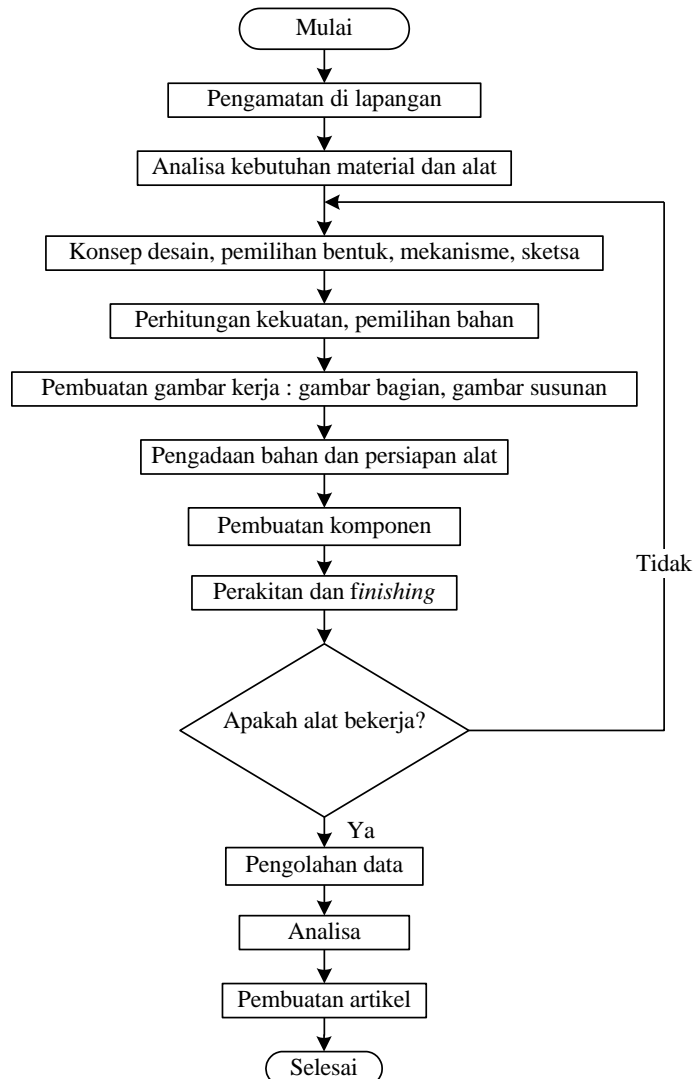 Mulai
Pengamatan di lapangan
Analisa kebutuhan material dan alat
Konsep desain, pemilihan bentuk, mekanisme, sketsa
Perhitungan kekuatan, pemilihan bahan
Pembuatan gambar kerja : gambar bagian, gambar susunan
Pengadaan bahan dan persiapan alat
Pembuatan komponen
Tidak
Perakitan dan finishing
Apakah alat bekerja?
Ya
Pengolahan data
Analisa
Pembuatan artikel
Selesai